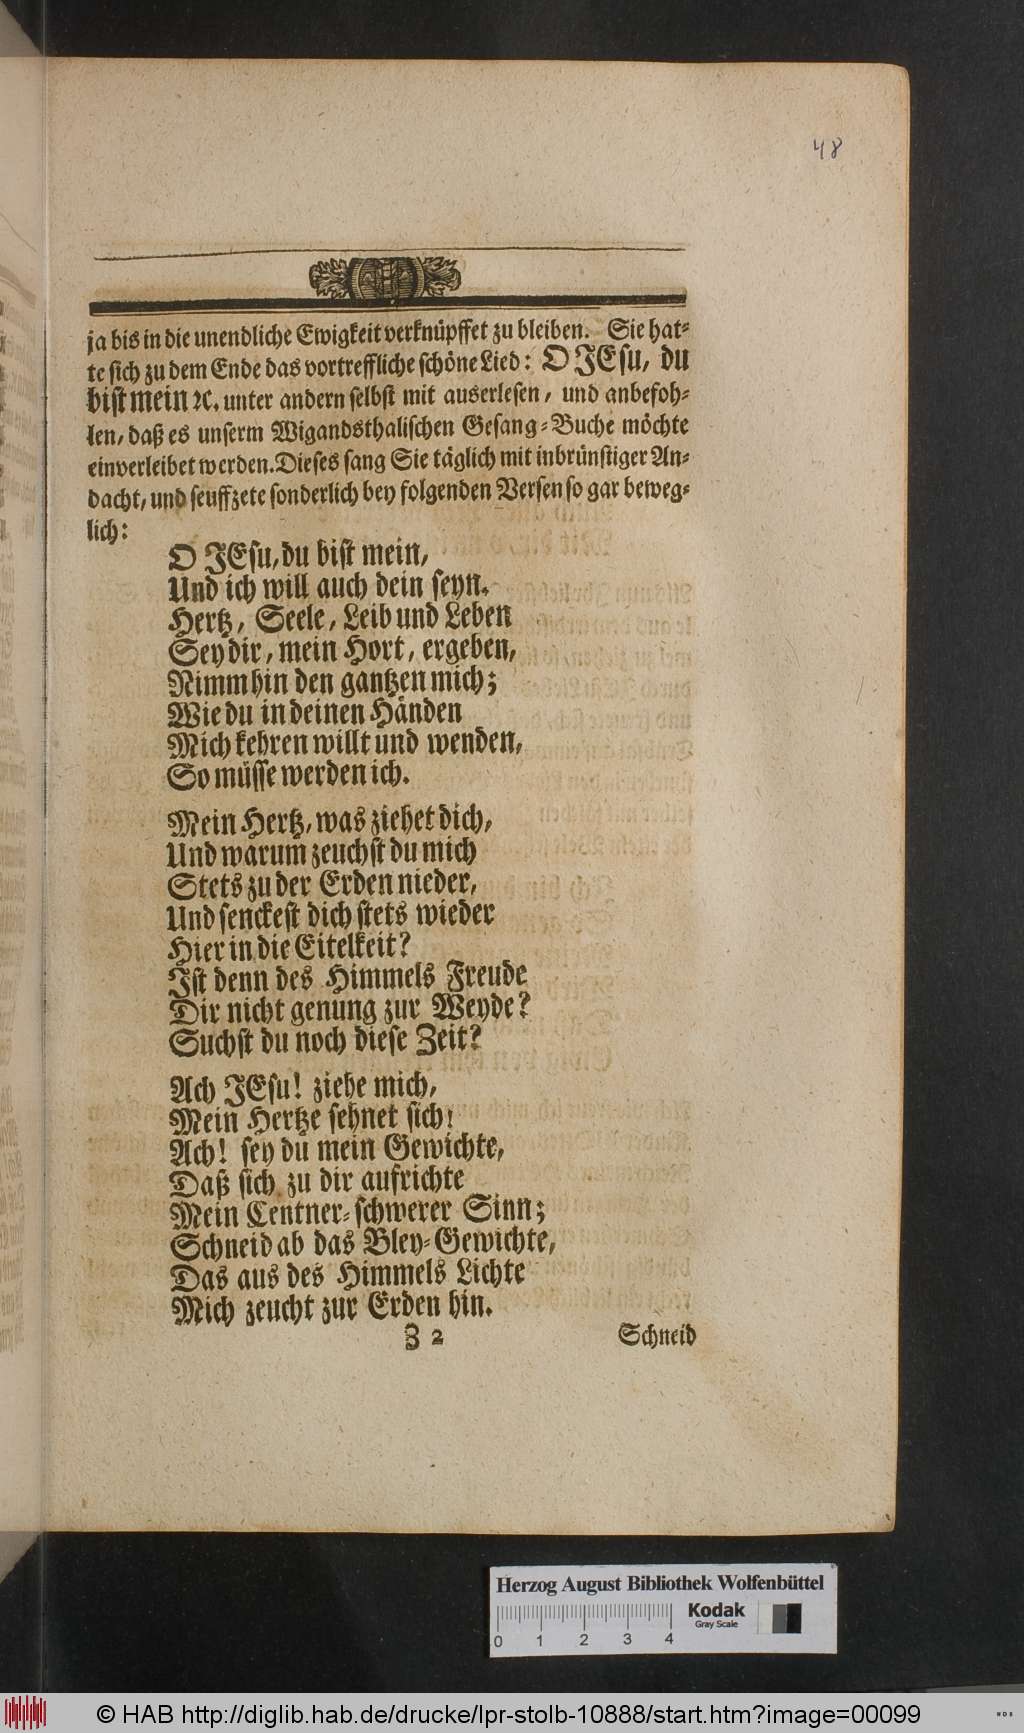 48
ja bis in die unendliche Ewigkeit verknüpffet zu bleiben. Sie hat-
te sich zu dem Ende das vortreffliche schöne Lied: O JEsu, du
bist mein ꝛc. unter andern selbst mit auserlesen, und anbefoh-
len, daß es unserm Wigandsthalischen Gesang-Buche möchte
einverleibet werden. Dieses sang Sie täglich mit inbrünstiger An-
dacht, und seuffzete sonderlich bey folgenden Versen so gar beweg-
lich:
O JEsu, du bist mein,
Und ich will auch dein seyn.
Hertz, Seele, Leib und Leben
Sey dir, mein Hort, ergeben,
Nimm hin den gantzen mich;
Wie du in deinen Händen
Mich kehren willt und wenden,
So müsse werden ich.
Mein Hertz, was ziehet dich,
Und warum zeuchst du mich
Stets zu der Erden nieder,
Und senckest dich stets wieder
Hier in die Eitelkeit?
Ist denn des Himmels Freude
Dir nicht genung zur Weyde?
Suchst du noch diese Zeit?
Ach JEsu! ziehe mich,
Mein Hertze sehnet sich!
Ach! sey du mein Gewichte,
Daß sich zu dir aufrichte
Mein Centner-schwerer Sinn;
Schneid ab das Bley-Gewichte,
Das aus des Himmels Lichte
Mich zeucht zur Erden hin.
Z 2 Schneid
Herzog August Bibliothek Wolfenbüttel
0 1 2 3 4
Kodak
Gray Scale
© HAB http://diglib.hab.de/drucke/lpr-stolb-10888/start.htm?image=00099